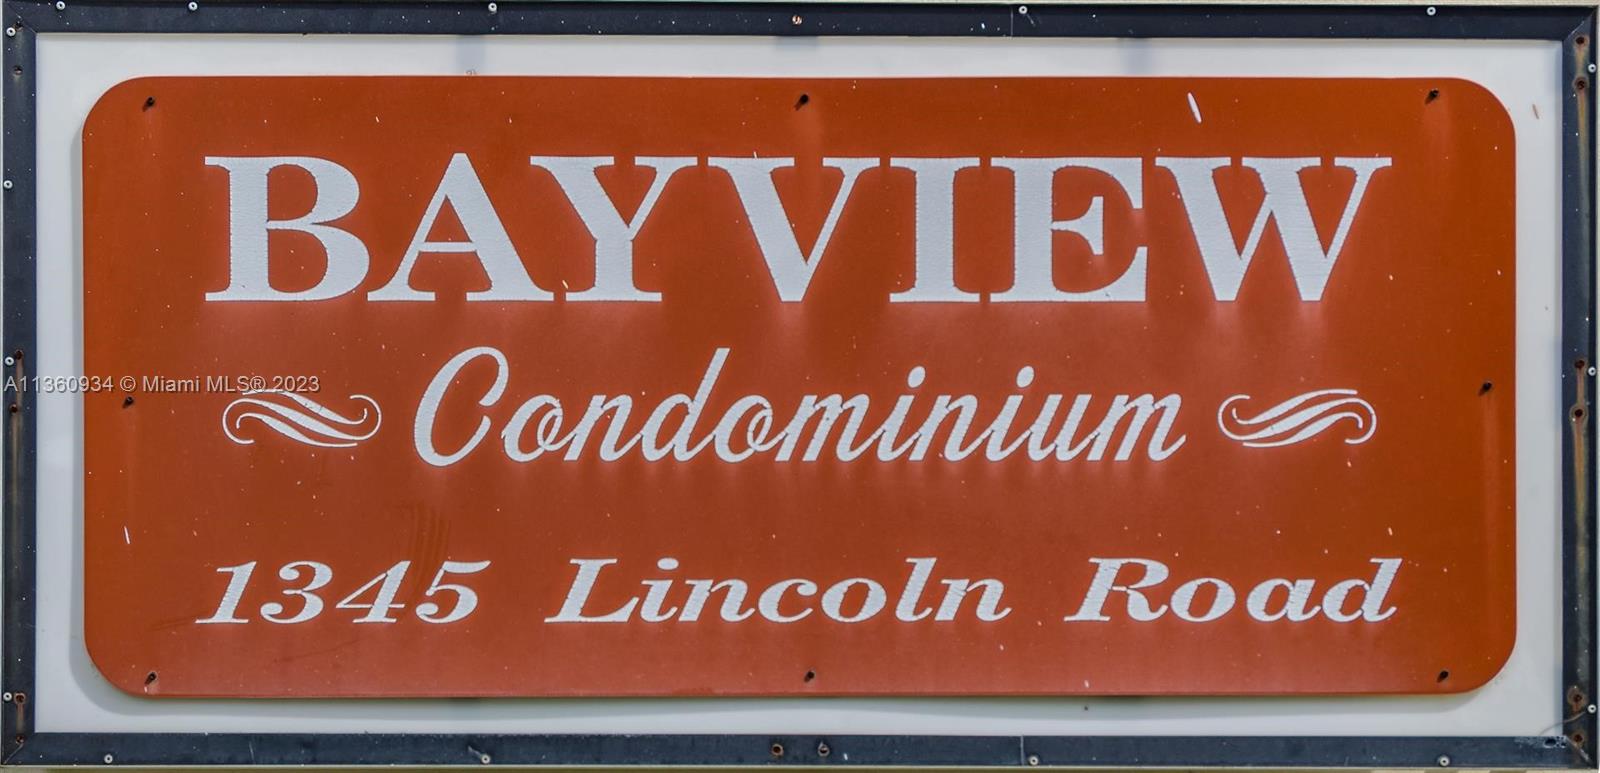 BAYVIEW
A11360934 © Miami MLS® 2023
Condominium
1345 Lincoln Road